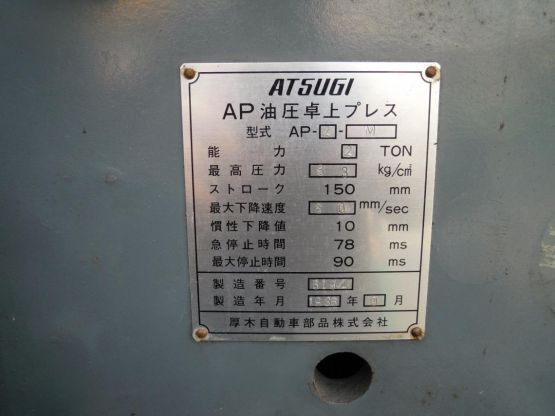 ATSUGI
AP 油圧卓上プレス
型式 AP-2-M
能力 2 TON
最高圧力 kg/cm²
ストローク 150 mm
最大下降速度 mm/sec
慣性下降値 10 mm
急停止時間 78 ms
最大停止時間 90 ms
製造番号
製造年月 年 月
厚木自動車部品株式会社